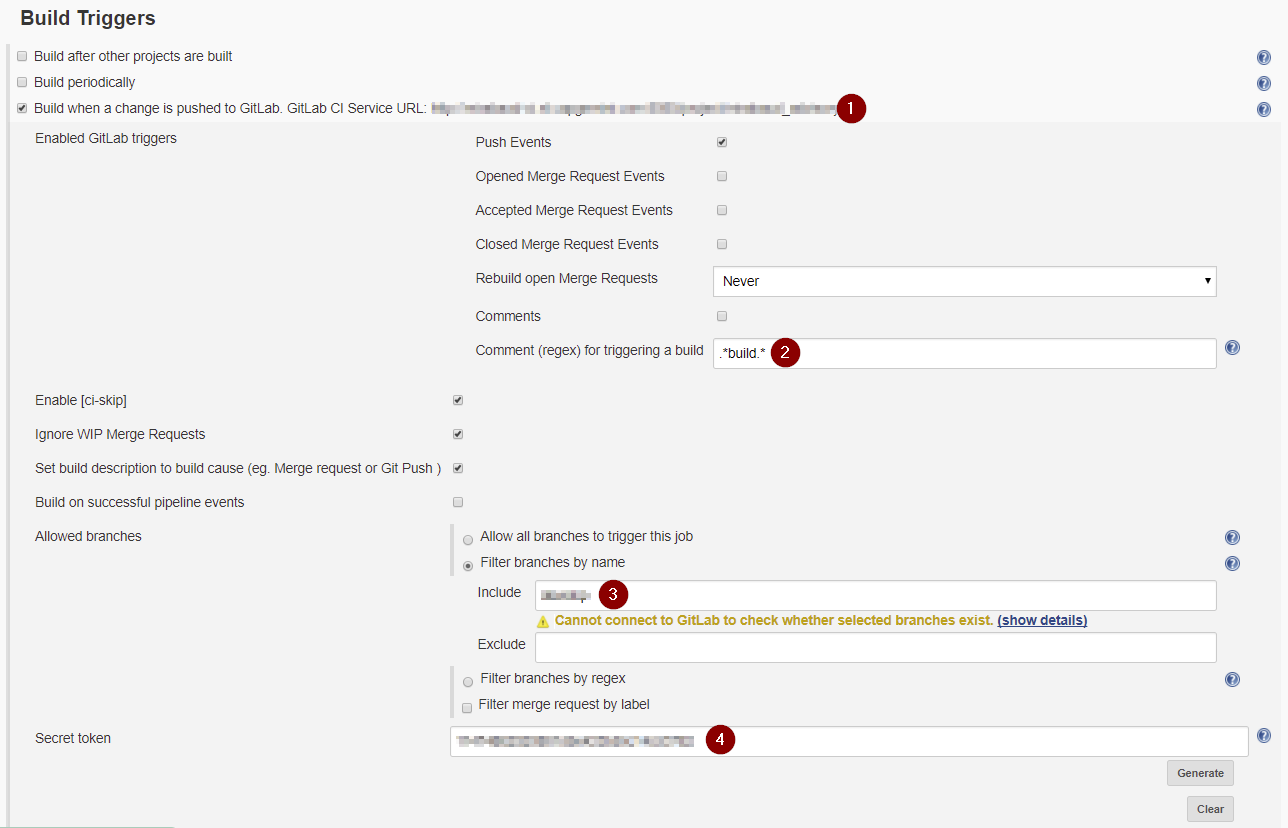 Build Triggers
Build after other projects are built
Build periodically
Build when a change is pushed to GitLab. GitLab CI Service URL: 1
Enabled GitLab triggers
Push Events
Opened Merge Request Events
Accepted Merge Request Events
Closed Merge Request Events
Rebuild open Merge Requests
Never
Comments
Comment (regex) for triggering a build
.*build.* 2
Enable [ci-skip]
Ignore WIP Merge Requests
Set build description to build cause (eg. Merge request or Git Push )
Build on successful pipeline events
Allowed branches
Allow all branches to trigger this job
Filter branches by name
Include
3
Cannot connect to GitLab to check whether selected branches exist. (show details)
Exclude
Filter branches by regex
Filter merge request by label
Secret token
4
Generate
Clear